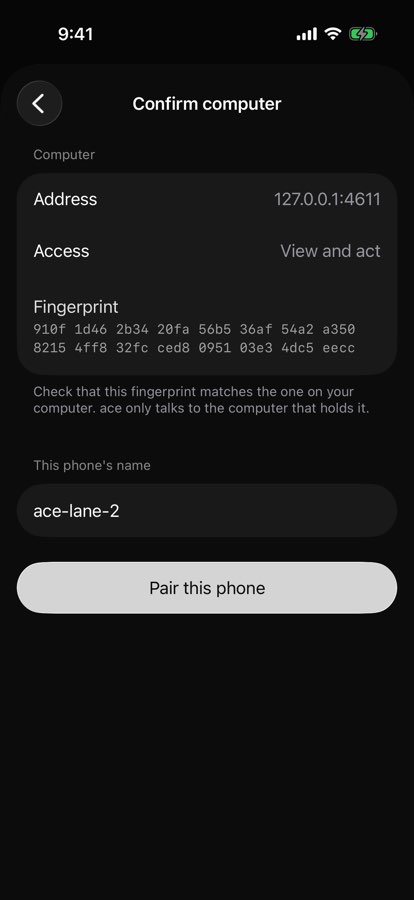 9:41
Confirm computer
Computer
Address 127.0.0.1:4611
Access View and act
Fingerprint
910f 1d46 2b34 20fa 56b5 36af 54a2 a350
8215 4ff8 32fc ced8 0951 03e3 4dc5 eecc
Check that this fingerprint matches the one on your
computer. ace only talks to the computer that holds it.
This phone's name
ace-lane-2
Pair this phone